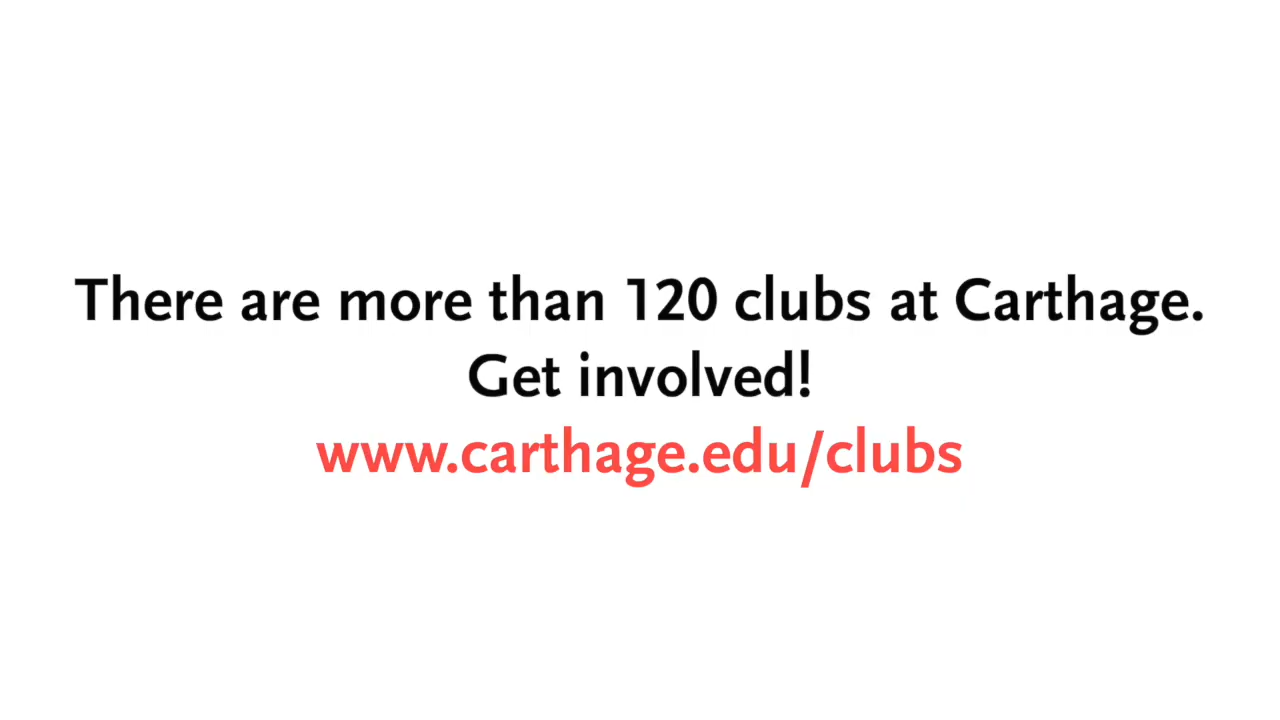 There are more than 120 clubs at Carthage.
Get involved!
www.carthage.edu/clubs